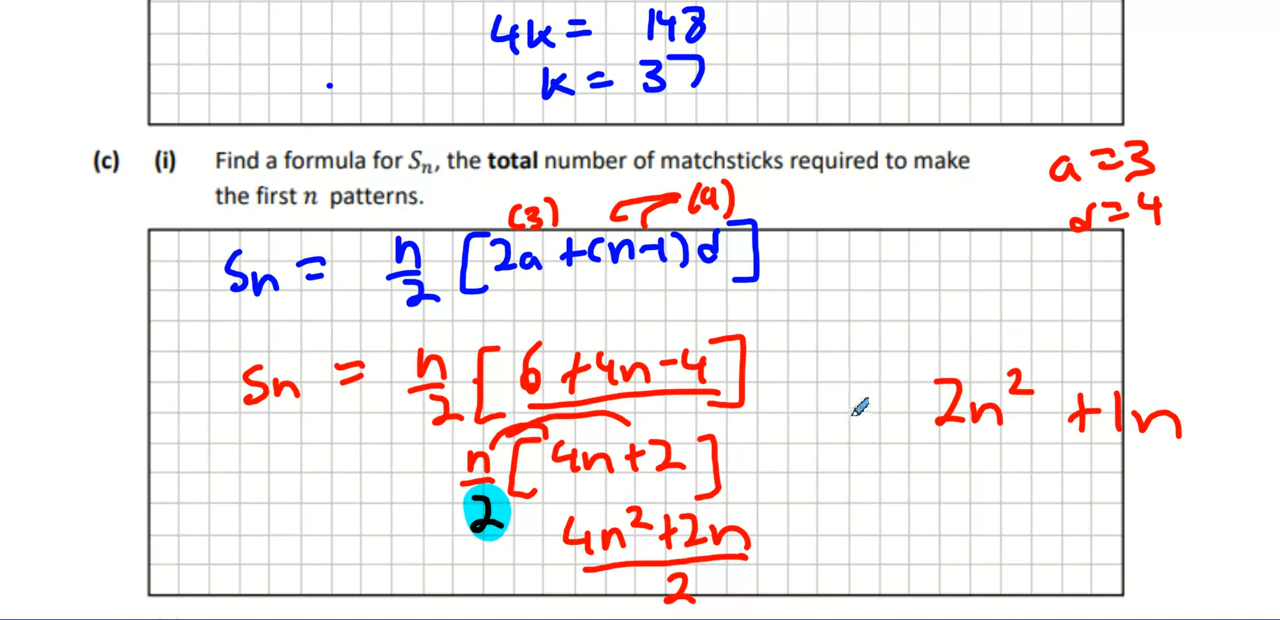 4k = 148
k = 37
(c) (i) Find a formula for Sₙ, the total number of matchsticks required to make
the first n patterns.
a = 3
d = 4
(3) (4)
Sn = n/2 [2a + (n-1)d]
Sn = n/2 [6 + 4n - 4]
2n² + 1n
n/2 [4n + 2]
4n² + 2n
2